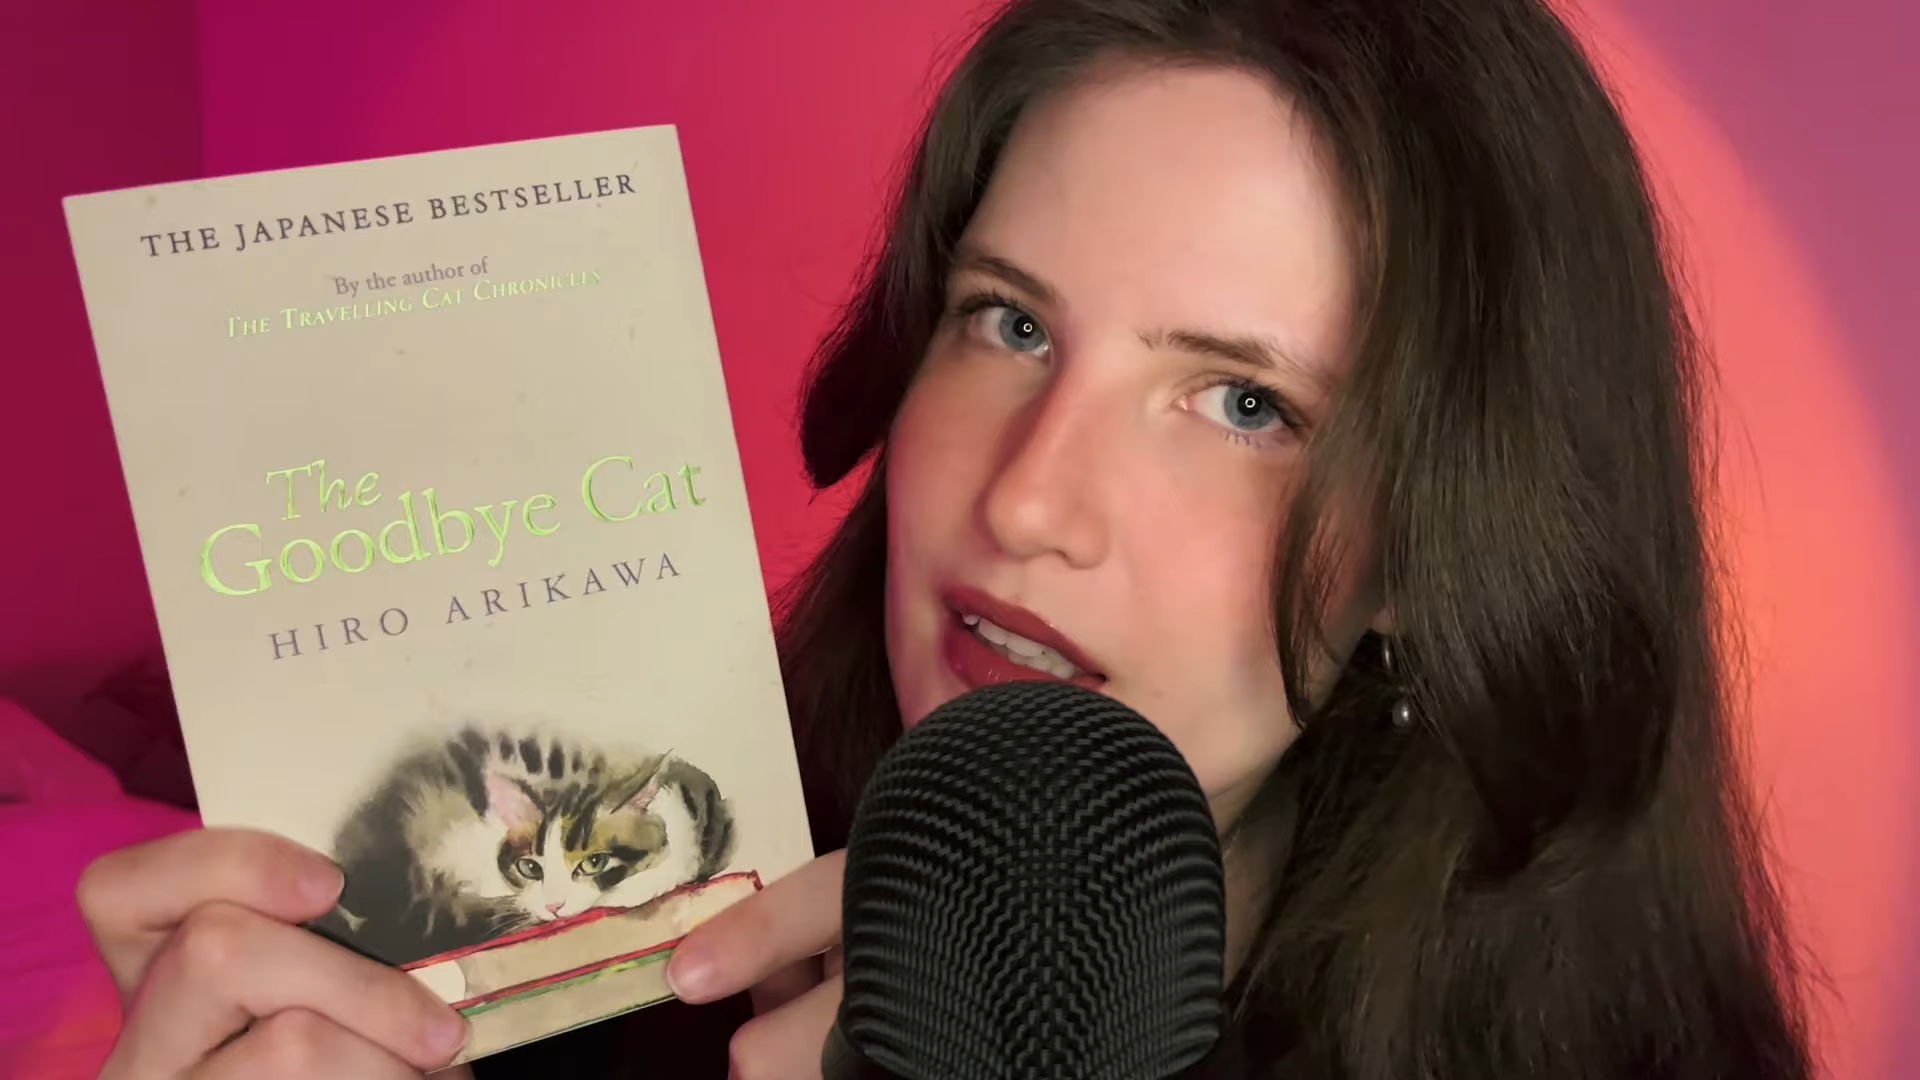 THE JAPANESE BESTSELLER
By the author of
THE TRAVELLING CAT CHRONICLES
The
Goodbye Cat
HIRO ARIKAWA